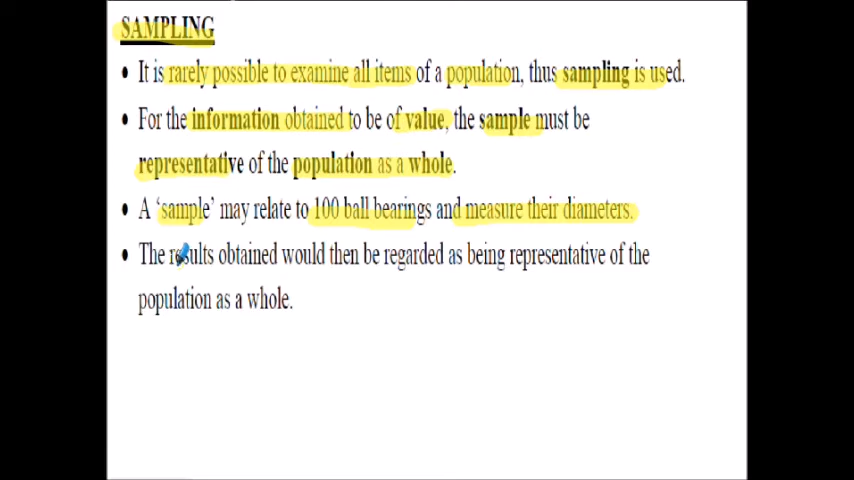 SAMPLING
• It is rarely possible to examine all items of a population, thus sampling is used.
• For the information obtained to be of value, the sample must be
representative of the population as a whole.
• A ‘sample’ may relate to 100 ball bearings and measure their diameters.
• The results obtained would then be regarded as being representative of the
population as a whole.